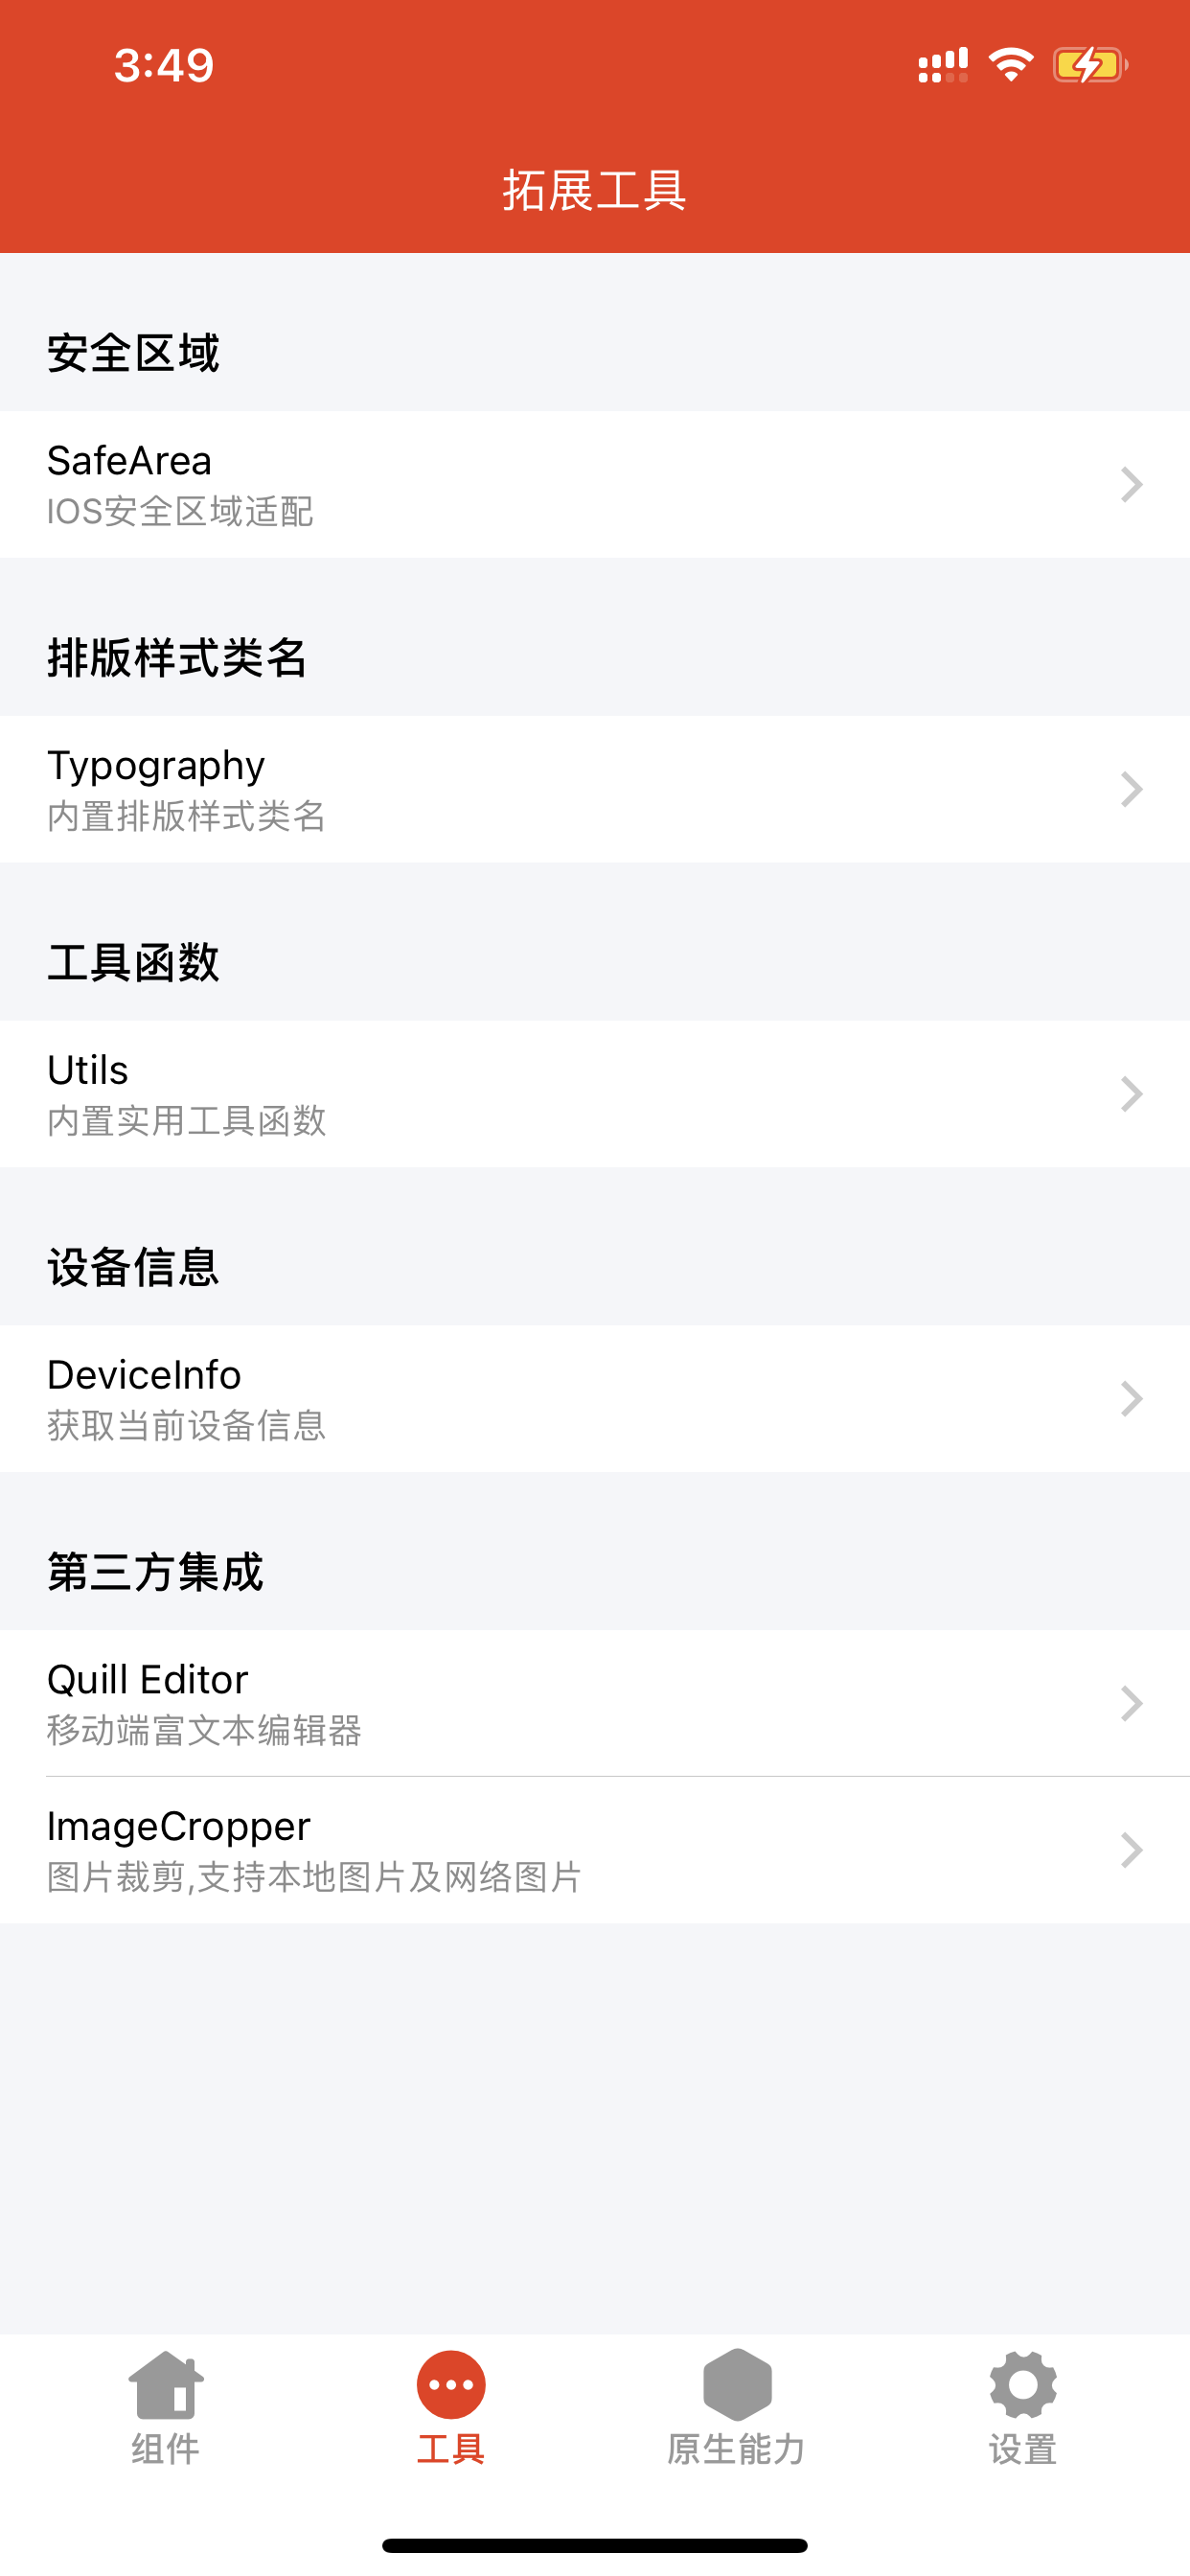 3:49
拓展工具
安全区域
SafeArea
IOS安全区域适配
排版样式类名
Typography
内置排版样式类名
工具函数
Utils
内置实用工具函数
设备信息
DeviceInfo
获取当前设备信息
第三方集成
Quill Editor
移动端富文本编辑器
ImageCropper
图片裁剪,支持本地图片及网络图片
组件
工具
原生能力
设置